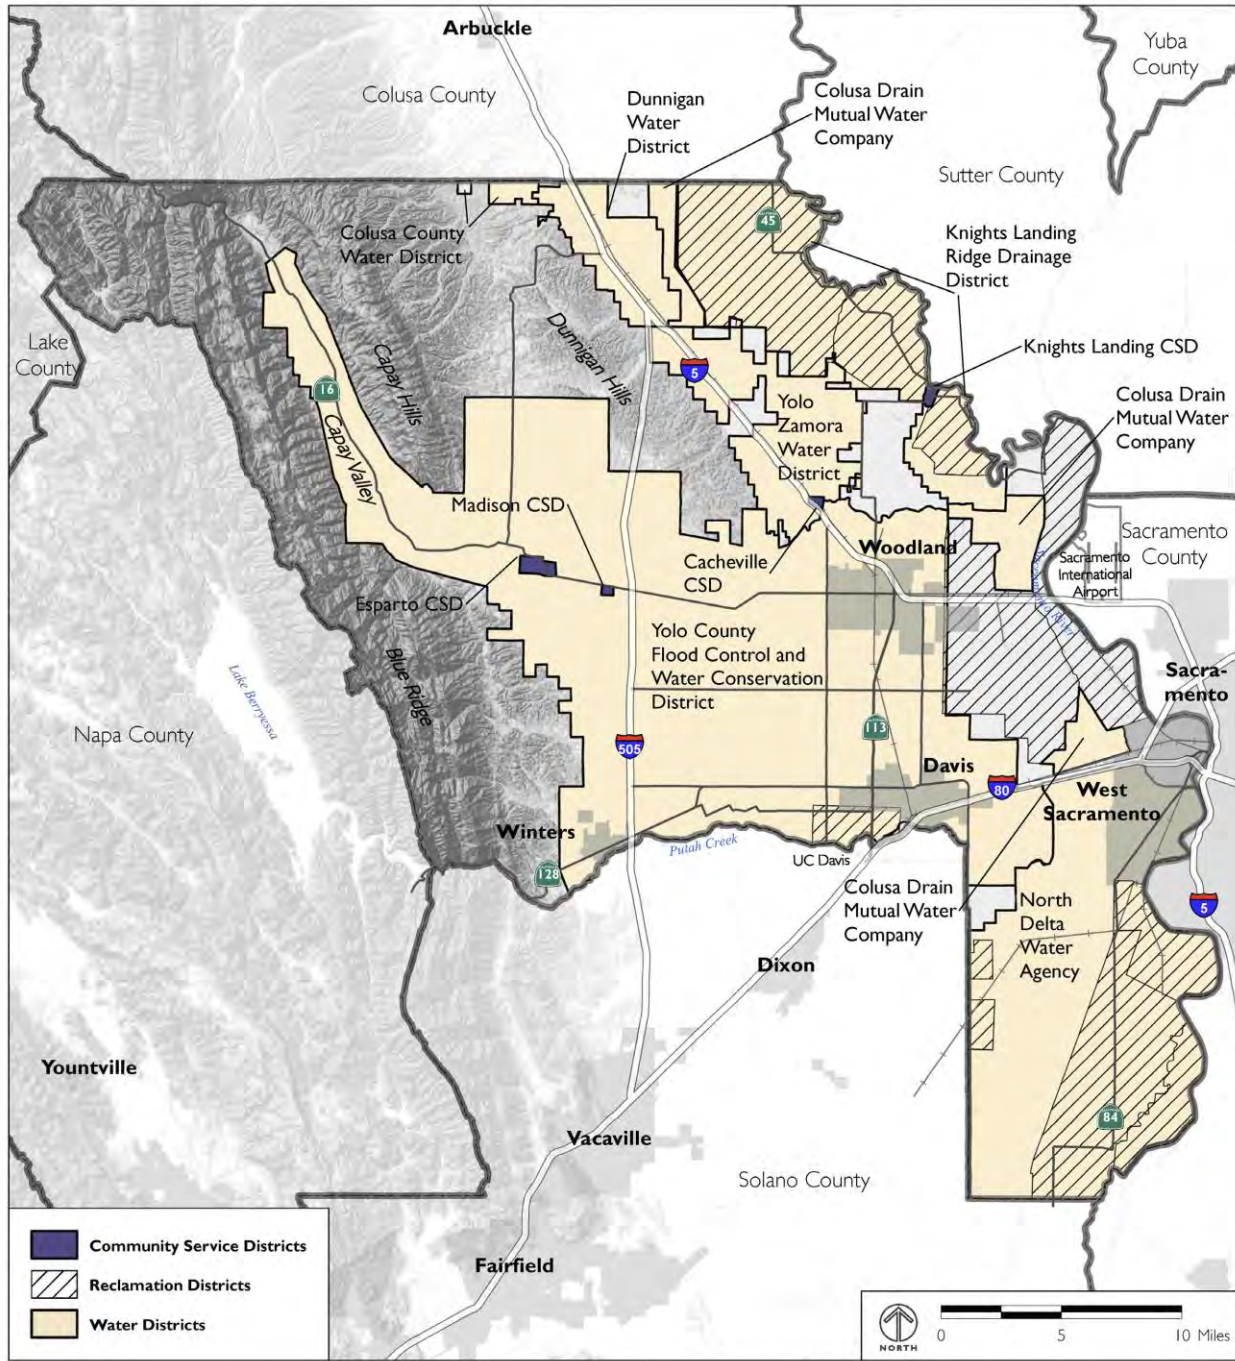 Arbuckle
Yuba
County
Colusa County
Dunnigan
Water
District
Colusa Drain
Mutual Water
Company
Sutter County
45
Colusa County
Water District
Knights Landing
Ridge Drainage
District
Lake
County
Capay Hills
Dunnigan Hills
Knights Landing CSD
5
16
Capay Valley
Yolo
Zamora
Water
District
Colusa Drain
Mutual Water
Company
Madison CSD
Sacramento
County
Woodland
Cacheville
CSD
Sacramento
International
Airport
Sacramento River
Esparto CSD
Yolo County
Flood Control and
Water Conservation
District
Blue Ridge
Lake Berryessa
Sacra-
mento
Napa County
113
505
Davis
80
West
Sacramento
Winters
Putah Creek
UC Davis
128
Colusa Drain
Mutual Water
Company
North
Delta
Water
Agency
5
Dixon
Yountville
84
Vacaville
Solano County
Fairfield
Community Service Districts
Reclamation Districts
Water Districts
NORTH
0 5 10 Miles